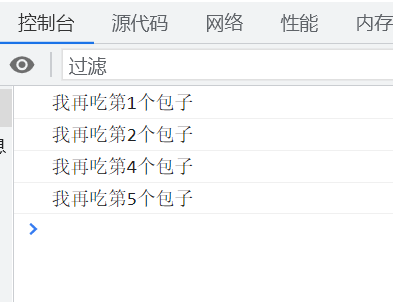 控制台 源代码 网络 性能 内存
过滤
我再吃第1个包子
我再吃第2个包子
我再吃第4个包子
我再吃第5个包子